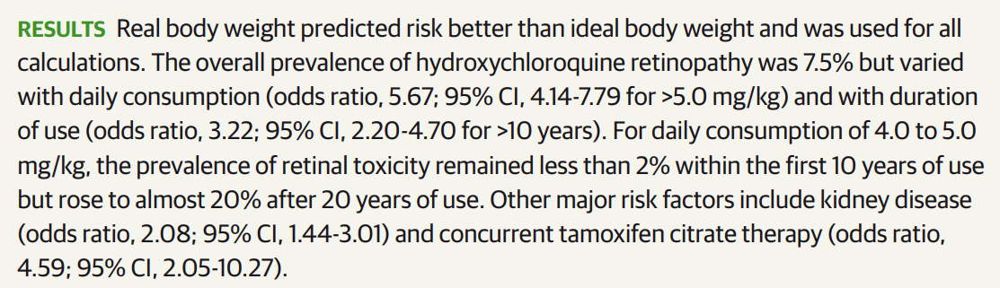 RESULTS Real body weight predicted risk better than ideal body weight and was used for all
calculations. The overall prevalence of hydroxychloroquine retinopathy was 7.5% but varied
with daily consumption (odds ratio, 5.67; 95% CI, 4.14-7.79 for >5.0 mg/kg) and with duration
of use (odds ratio, 3.22; 95% CI, 2.20-4.70 for >10 years). For daily consumption of 4.0 to 5.0
mg/kg, the prevalence of retinal toxicity remained less than 2% within the first 10 years of use
but rose to almost 20% after 20 years of use. Other major risk factors include kidney disease
(odds ratio, 2.08; 95% CI, 1.44-3.01) and concurrent tamoxifen citrate therapy (odds ratio,
4.59; 95% CI, 2.05-10.27).